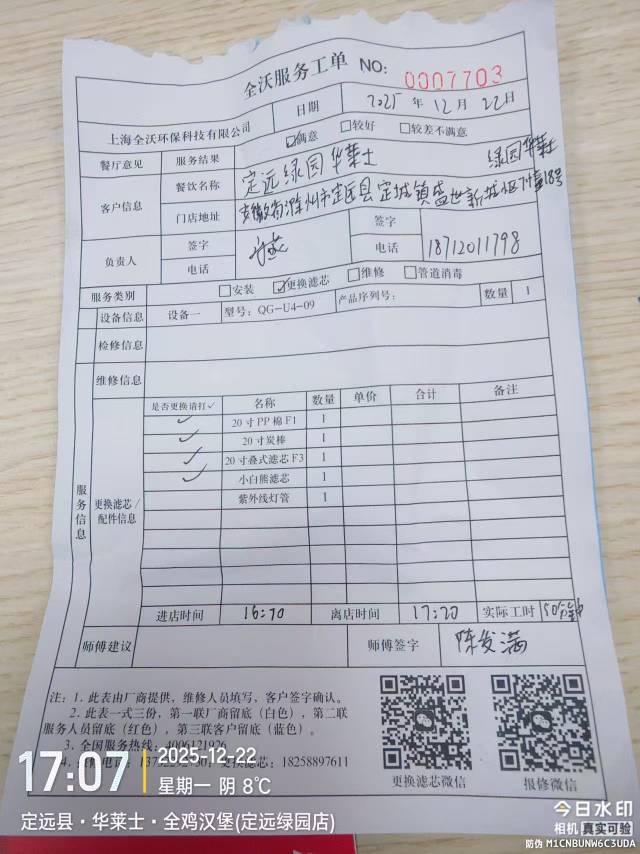 全沃服务工单 NO: 0007703
上海全沃环保科技有限公司 日期 2025年12月22日
餐厅意见 服务结果 ☑满意 □较好 □较差不满意
客户信息 餐饮名称 定远绿园华莱士 绿园华莱士
门店地址 安徽省滁州市定远县定城镇盛世新城
负责人 签字 签字
电话 电话 18712011798
服务类别 □安装 ☑更换滤芯 □维修 □管道消毒
设备信息 设备一 型号: QG-U4-09 产品序列号: 数量 1
检修信息
维修信息
服务信息 更换滤芯/配件信息
是否更换请打✓ 名称 数量 单价 合计 备注
✓ 20寸PP棉F1 1
✓ 20寸炭棒 1
✓ 20寸叠式滤芯F3 1
✓ 小白熊滤芯 1
紫外线灯管 1
进店时间 16:30 离店时间 17:20 实际工时 50分钟
师傅建议 师傅签字 陈发满
注: 1. 此表由厂商提供，维修人员填写，客户签字确认。
2. 此表一式三份，第一联厂商留底（白色），第二联
服务人员留底（红色），第三联客户留底（蓝色）。
3. 全国服务热线: 4006121926
更换滤芯: 18258897611
更换滤芯微信 报修微信
17:07 2025-12-22
星期一 阴 8℃
定远县·华莱士·全鸡汉堡(定远绿园店)
今日水印
相机 真实可验
防伪 M1CNBUNW6C3UDA